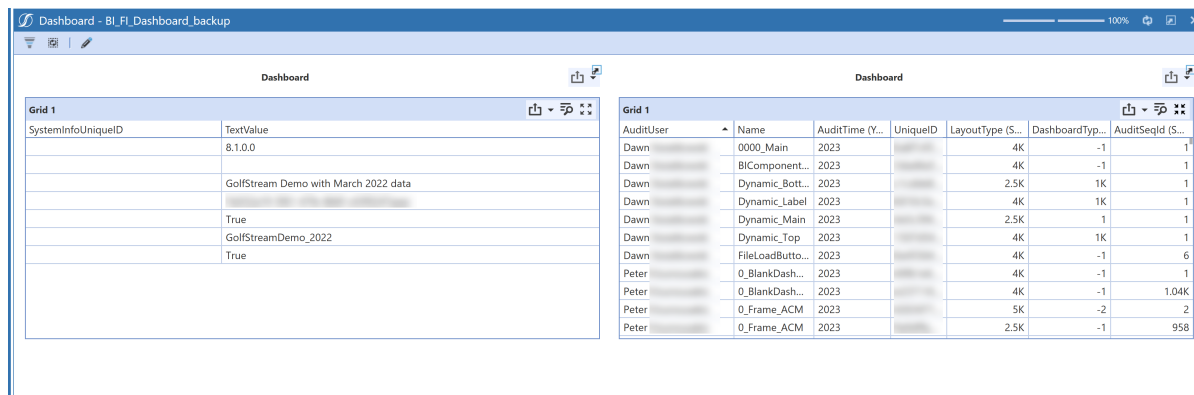 Dashboard - BI_FI_Dashboard_backup
100%
Dashboard
Grid 1
SystemInfoUniqueID TextValue
8.1.0.0
GolfStream Demo with March 2022 data
True
GolfStreamDemo_2022
True
Dashboard
Grid 1
AuditUser Name AuditTime (Y... UniqueID LayoutType (S... DashboardTyp... AuditSeqId (S...
Dawn 0000_Main 2023 4K -1 1
Dawn BIComponent... 2023 4K -1 1
Dawn Dynamic_Bott... 2023 2.5K 1K 1
Dawn Dynamic_Label 2023 4K 1K 1
Dawn Dynamic_Main 2023 2.5K 1 1
Dawn Dynamic_Top 2023 4K 1K 1
Dawn FileLoadButto... 2023 4K -1 6
Peter 0_BlankDash... 2023 4K -1 1
Peter 0_BlankDash... 2023 4K -1 1.04K
Peter 0_Frame_ACM 2023 5K -2 2
Peter 0_Frame_ACM 2023 2.5K -1 958